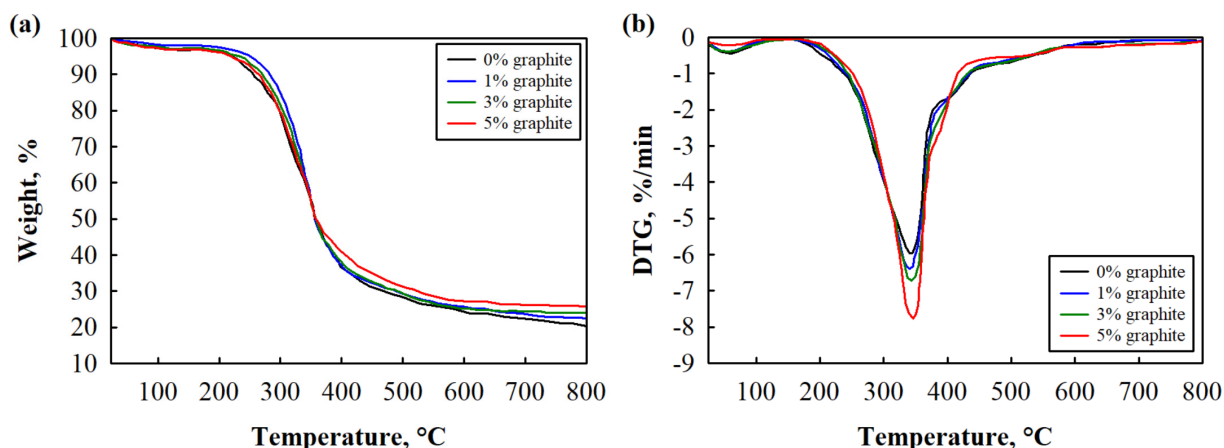 (a)
Weight, %
100
90
80
70
60
50
40
30
20
10
0% graphite
1% graphite
3% graphite
5% graphite
100 200 300 400 500 600 700 800
Temperature, °C
(b)
DTG, %/min
0
-1
-2
-3
-4
-5
-6
-7
-8
-9
0% graphite
1% graphite
3% graphite
5% graphite
100 200 300 400 500 600 700 800
Temperature, °C